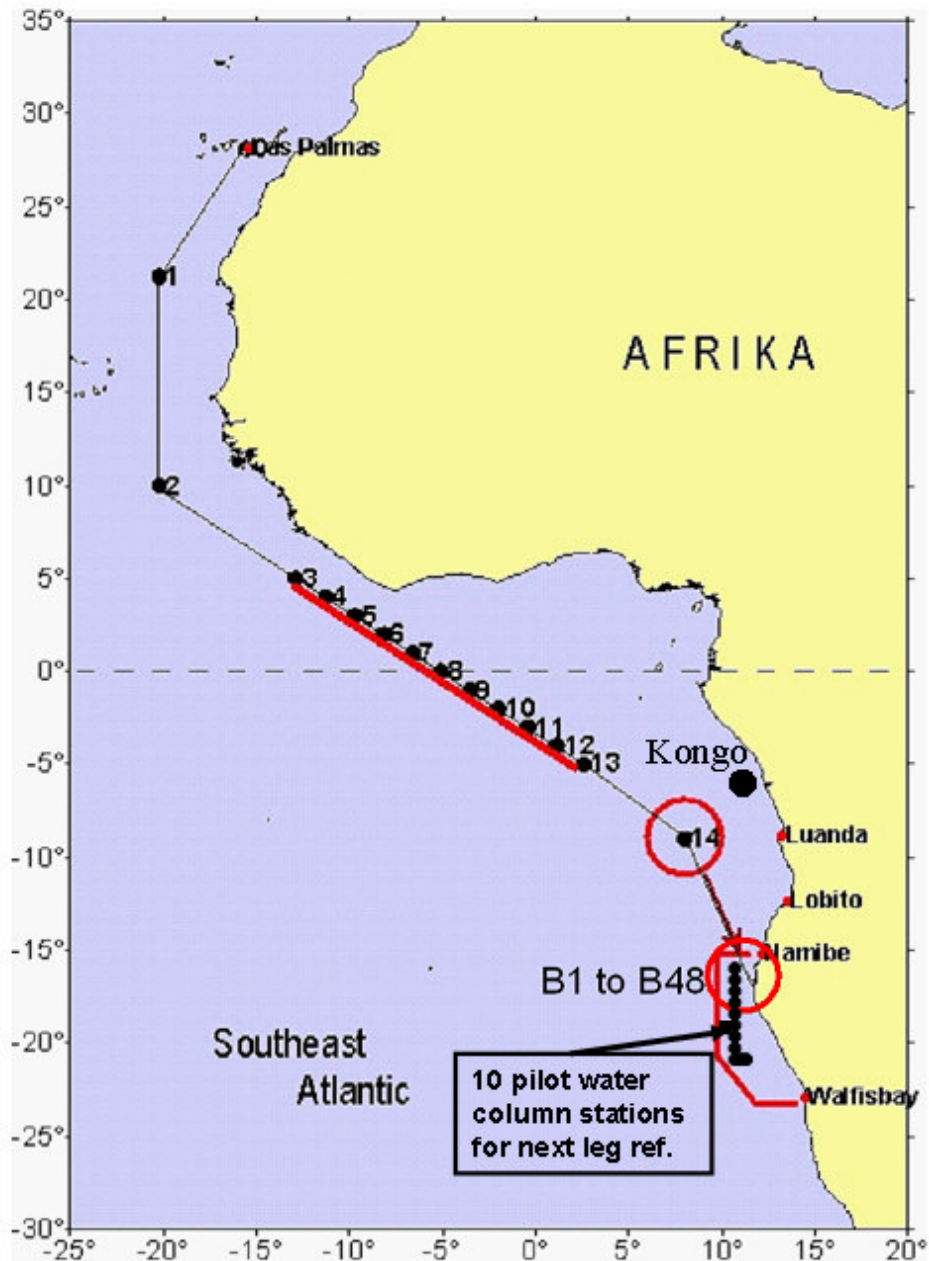 35°
30°
25°
20°
15°
10°
5°
0°
-5°
-10°
-15°
-20°
-25°
-30°
Las Palmas
1
AFRIKA
2
3
4
5
6
7
8
9
10
11
12
13
Kongo
14
Luanda
Lobito
Namibe
B1 to B48
Southeast
Atlantic
10 pilot water
column stations
for next leg ref.
Walfisbay
-25° -20° -15° -10° -5° 0° 5° 10° 15° 20°